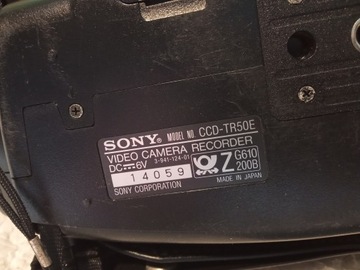 SONY® MODEL NO. CCD-TR50E
VIDEO CAMERA RECORDER
DC⎓6V 3-941-124-01
14059
SONY CORPORATION
Z G610
200B
MADE IN JAPAN